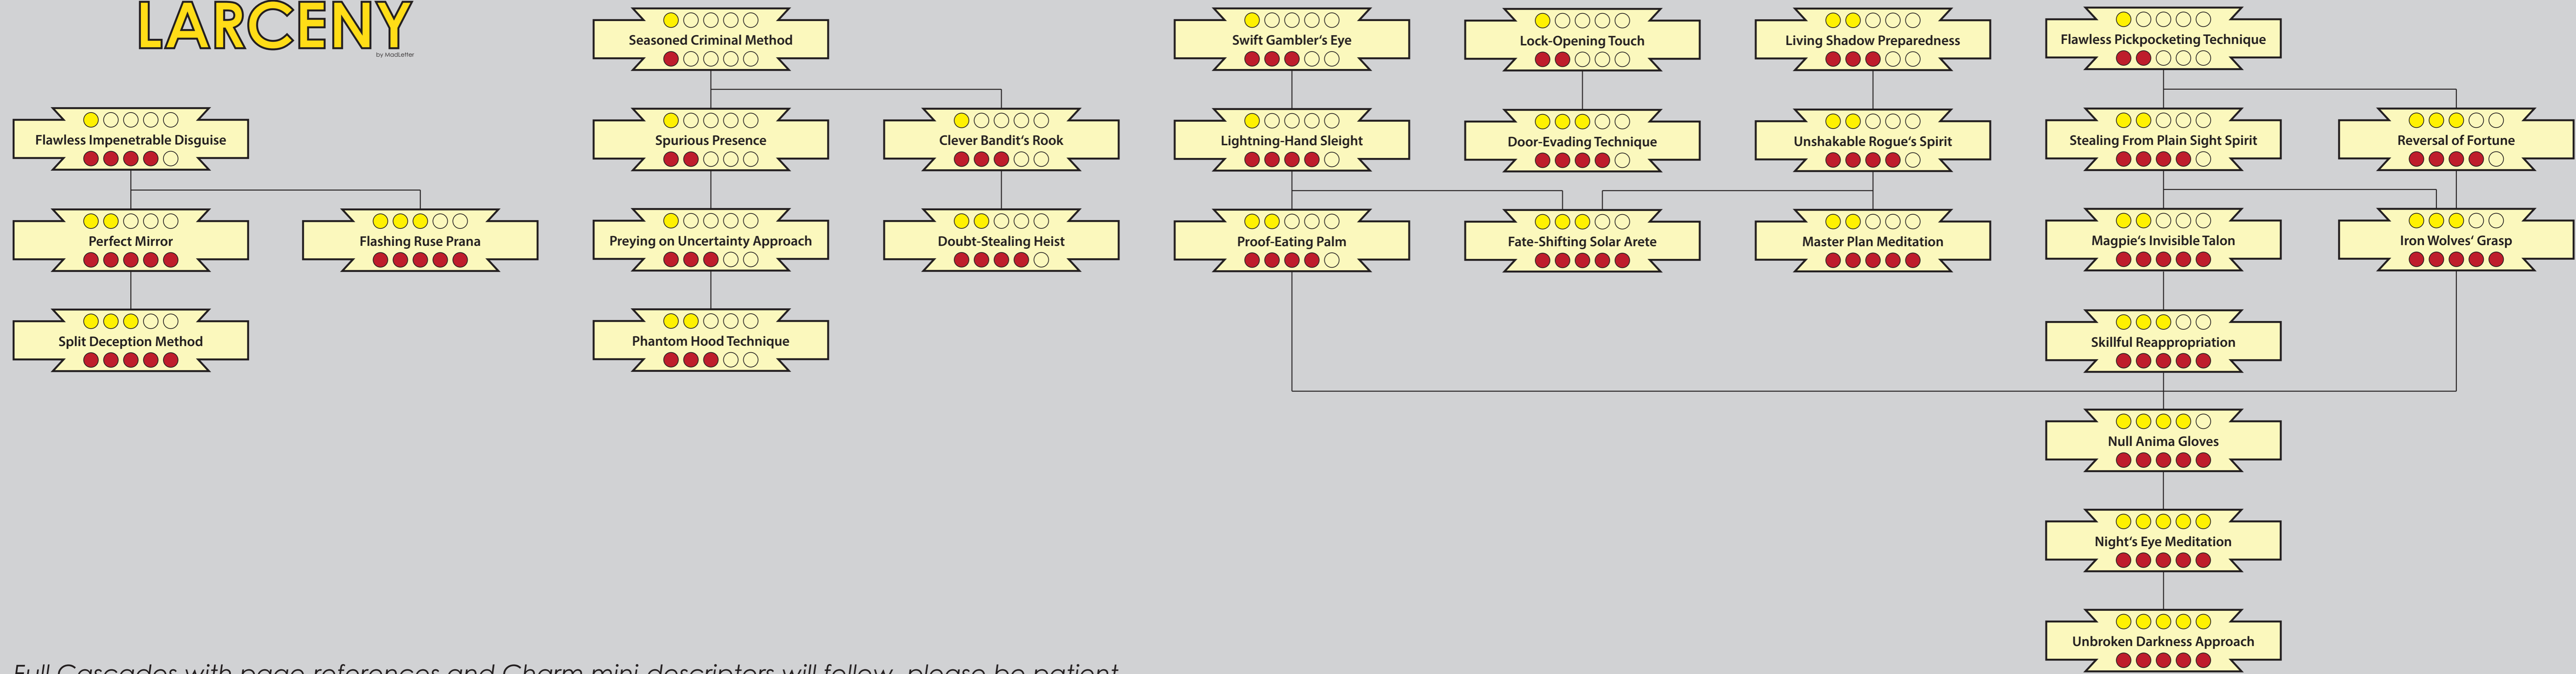 LARCENY
by MadLetter
Seasoned Criminal Method
Swift Gambler's Eye
Lock-Opening Touch
Living Shadow Preparedness
Flawless Pickpocketing Technique
Flawless Impenetrable Disguise
Spurious Presence
Clever Bandit's Rook
Lightning-Hand Sleight
Door-Evading Technique
Unshakable Rogue's Spirit
Stealing From Plain Sight Spirit
Reversal of Fortune
Perfect Mirror
Flashing Ruse Prana
Preying on Uncertainty Approach
Doubt-Stealing Heist
Proof-Eating Palm
Fate-Shifting Solar Arete
Master Plan Meditation
Magpie's Invisible Talon
Iron Wolves' Grasp
Split Deception Method
Phantom Hood Technique
Skillful Reappropriation
Null Anima Gloves
Night's Eye Meditation
Unbroken Darkness Approach
Full Cascades with page references and Charm mini descriptors will follow, please be patient